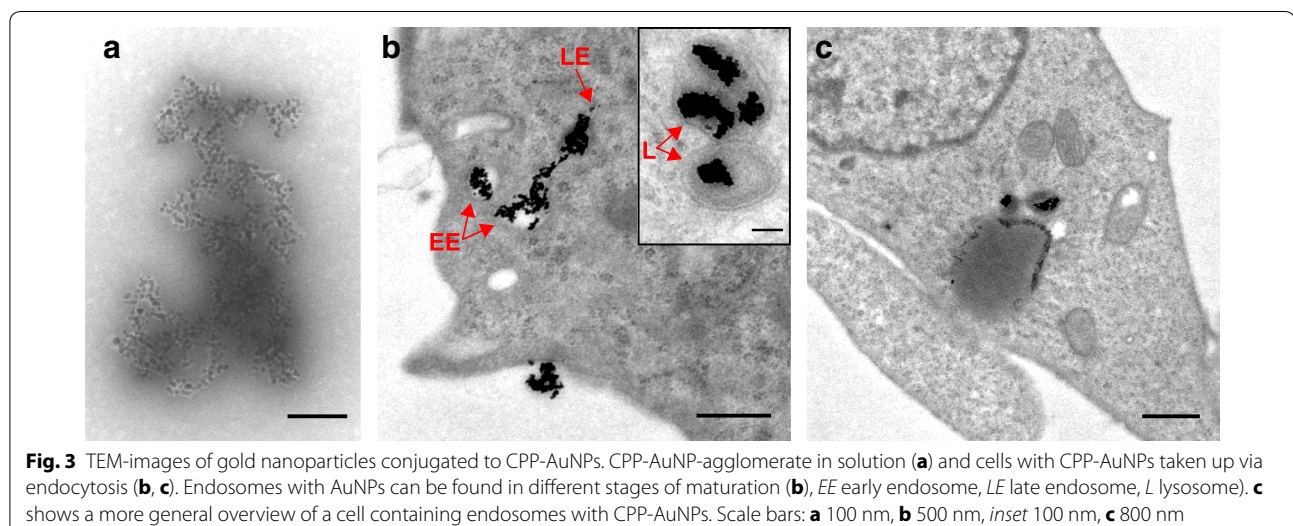 a
b
c
LE
L
EE
Fig. 3 TEM-images of gold nanoparticles conjugated to CPP-AuNPs. CPP-AuNP-agglomerate in solution (a) and cells with CPP-AuNPs taken up via
endocytosis (b, c). Endosomes with AuNPs can be found in different stages of maturation (b), EE early endosome, LE late endosome, L lysosome). c
shows a more general overview of a cell containing endosomes with CPP-AuNPs. Scale bars: a 100 nm, b 500 nm, inset 100 nm, c 800 nm